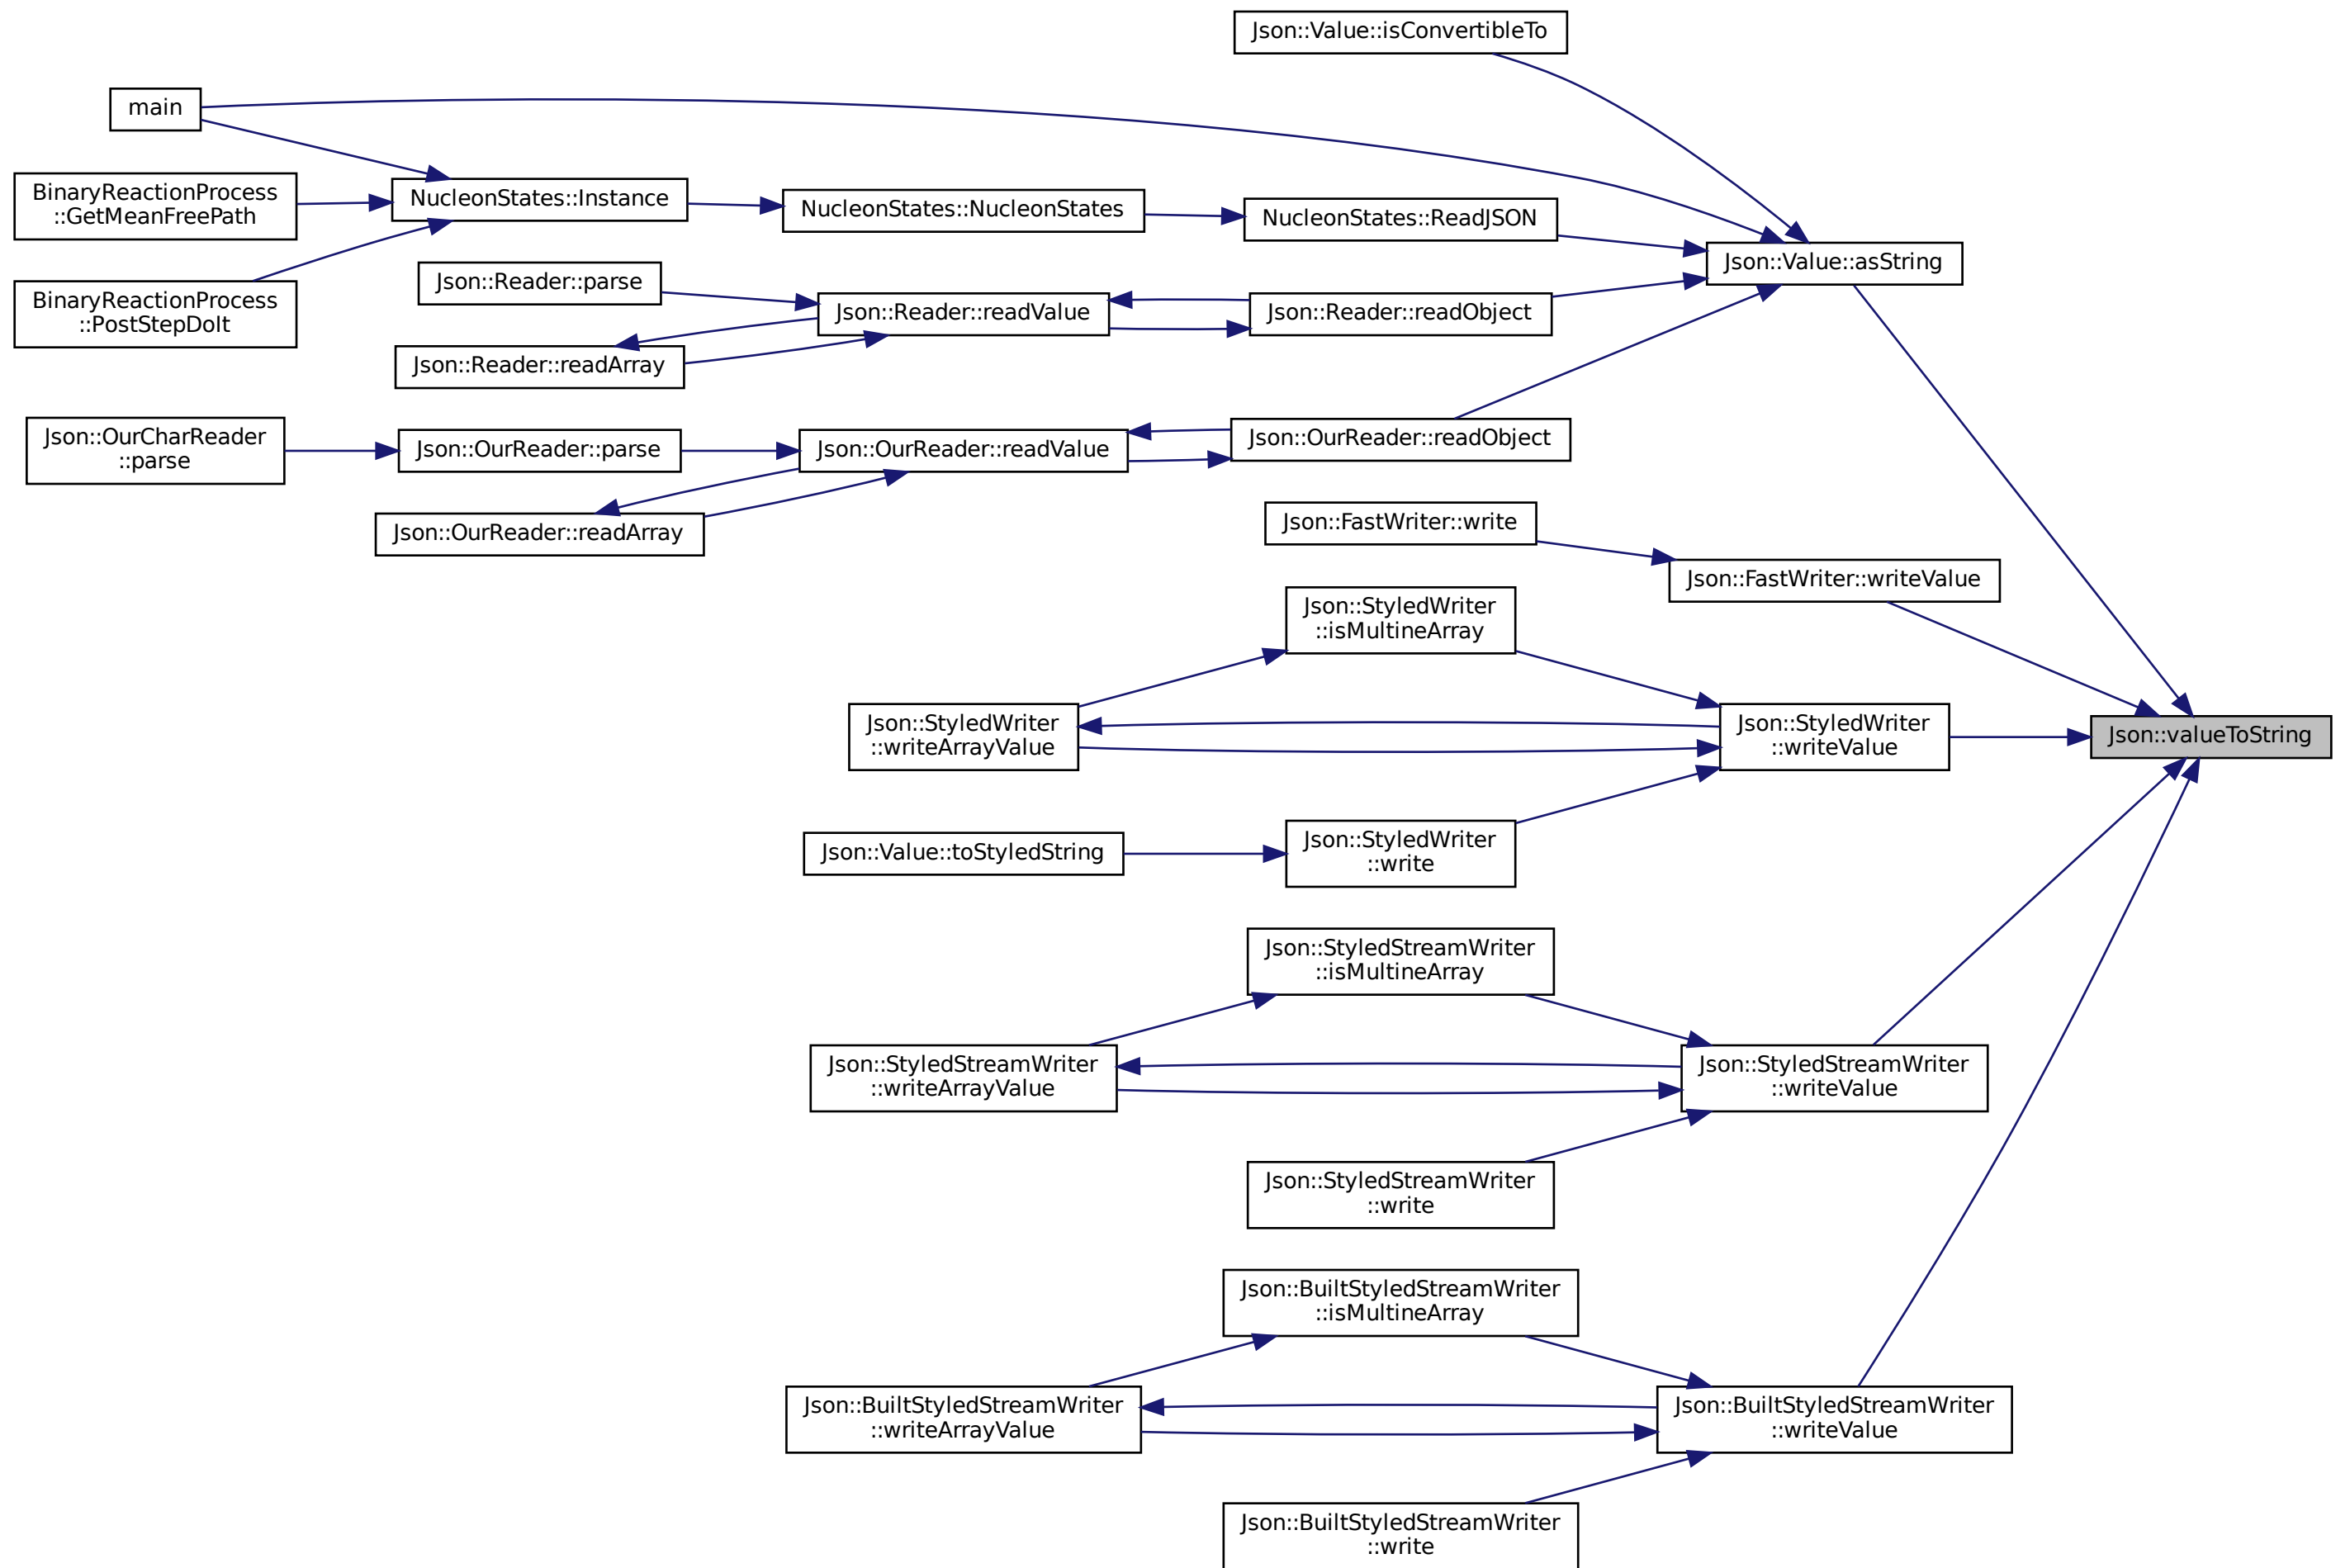 Json::Value::isConvertibleTo
main
BinaryReactionProcess
::GetMeanFreePath
NucleonStates::Instance
NucleonStates::NucleonStates
NucleonStates::ReadJSON
Json::Value::asString
BinaryReactionProcess
::PostStepDoIt
Json::Reader::parse
Json::Reader::readValue
Json::Reader::readObject
Json::Reader::readArray
Json::OurCharReader
::parse
Json::OurReader::parse
Json::OurReader::readValue
Json::OurReader::readObject
Json::OurReader::readArray
Json::FastWriter::write
Json::FastWriter::writeValue
Json::StyledWriter
::isMultineArray
Json::StyledWriter
::writeArrayValue
Json::StyledWriter
::writeValue
Json::valueToString
Json::Value::toStyledString
Json::StyledWriter
::write
Json::StyledStreamWriter
::isMultineArray
Json::StyledStreamWriter
::writeArrayValue
Json::StyledStreamWriter
::writeValue
Json::StyledStreamWriter
::write
Json::BuiltStyledStreamWriter
::isMultineArray
Json::BuiltStyledStreamWriter
::writeArrayValue
Json::BuiltStyledStreamWriter
::writeValue
Json::BuiltStyledStreamWriter
::write